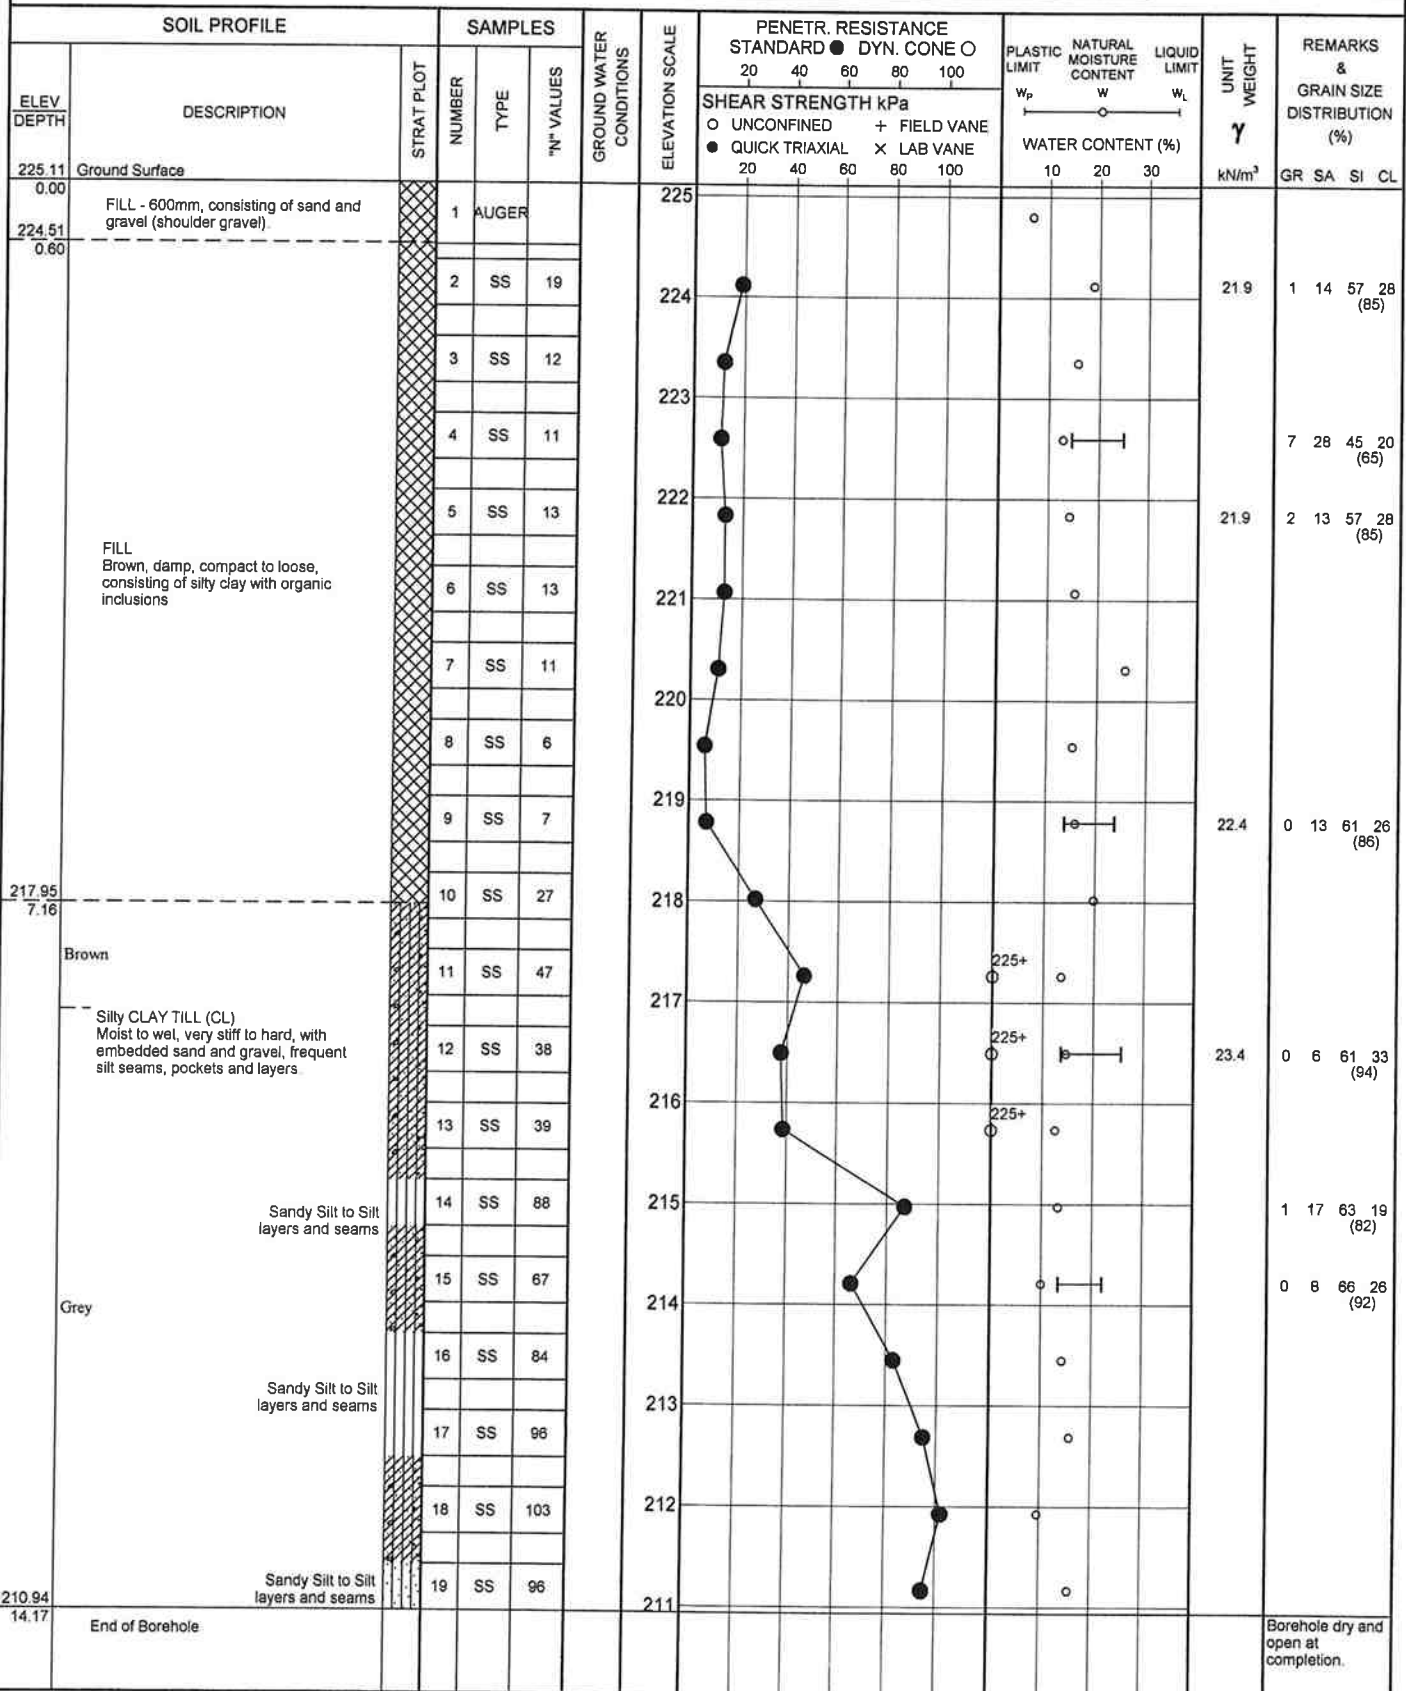 SOIL PROFILE
SAMPLES
GROUND WATER
CONDITIONS
ELEVATION SCALE
PENETR. RESISTANCE
STANDARD ● DYN. CONE ○
20 40 60 80 100
SHEAR STRENGTH kPa
○ UNCONFINED + FIELD VANE
● QUICK TRIAXIAL × LAB VANE
20 40 60 80 100
PLASTIC
LIMIT
NATURAL
MOISTURE
CONTENT
LIQUID
LIMIT
WP W WL
WATER CONTENT (%)
10 20 30
UNIT
WEIGHT
γ
kN/m³
REMARKS
&
GRAIN SIZE
DISTRIBUTION
(%)
GR SA SI CL
ELEV
DEPTH
DESCRIPTION
STRAT PLOT
NUMBER
TYPE
"N" VALUES
225.11 Ground Surface
0.00
225
FILL - 600mm, consisting of sand and
gravel (shoulder gravel).
1 AUGER
224.51
0.60
2 SS 19
224
21.9 1 14 57 28
(85)
3 SS 12
223
4 SS 11
7 28 45 20
(65)
222
5 SS 13
21.9 2 13 57 28
(85)
FILL
Brown, damp, compact to loose,
consisting of silty clay with organic
inclusions
6 SS 13
221
7 SS 11
220
8 SS 6
219
9 SS 7
22.4 0 13 61 26
(86)
217.95
7.16
10 SS 27
218
Brown
11 SS 47
225+
217
Silty CLAY TILL (CL)
Moist to wet, very stiff to hard, with
embedded sand and gravel, frequent
silt seams, pockets and layers.
12 SS 38
225+
23.4 0 6 61 33
(94)
216
13 SS 39
225+
Sandy Silt to Silt
layers and seams
14 SS 88
215
1 17 63 19
(82)
15 SS 67
0 8 66 26
(92)
214
Grey
16 SS 84
Sandy Silt to Silt
layers and seams
213
17 SS 96
212
18 SS 103
Sandy Silt to Silt
layers and seams
19 SS 96
210.94
14.17
211
End of Borehole
Borehole dry and
open at
completion.
20 40 60 80 100
10 20 30